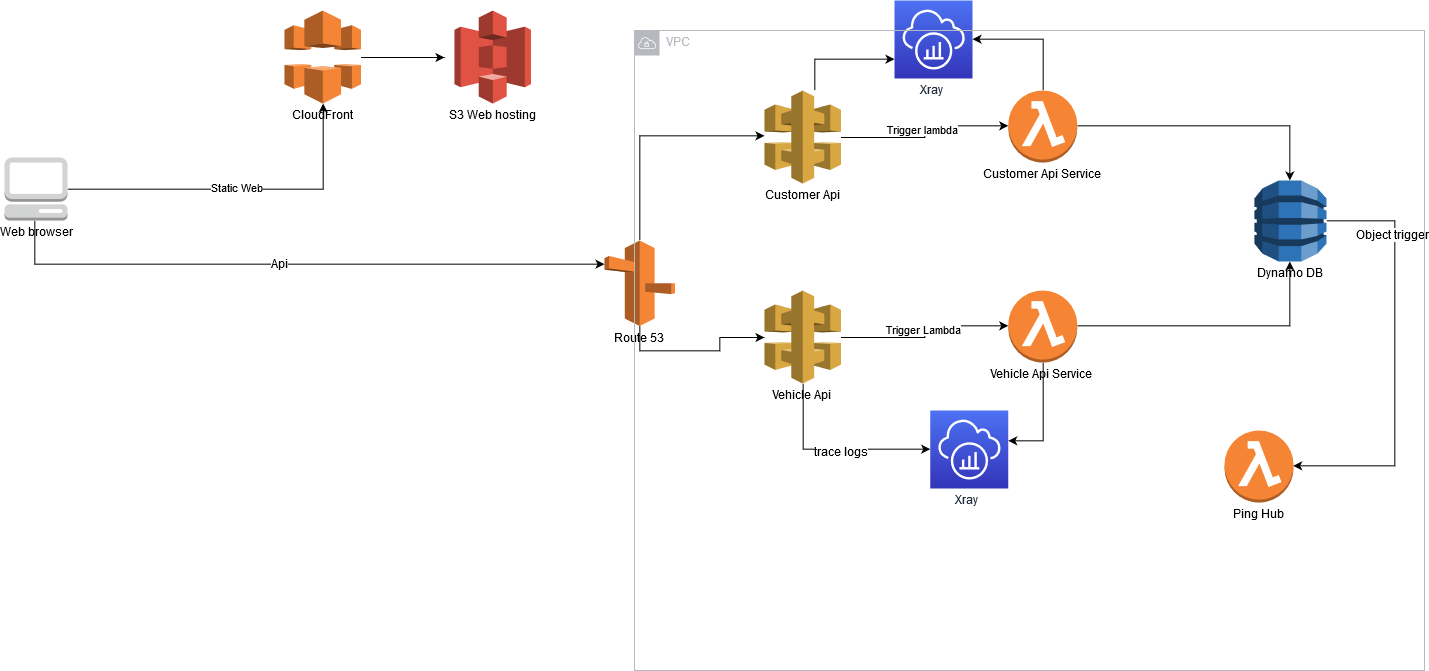 VPC
Xray
CloudFront
S3 Web hosting
Trigger lambda
Customer Api Service
Static Web
Customer Api
Web browser
Object trigger
Api
Dynamo DB
Route 53
Trigger Lambda
Vehicle Api Service
Vehicle Api
trace logs
Xray
Ping Hub